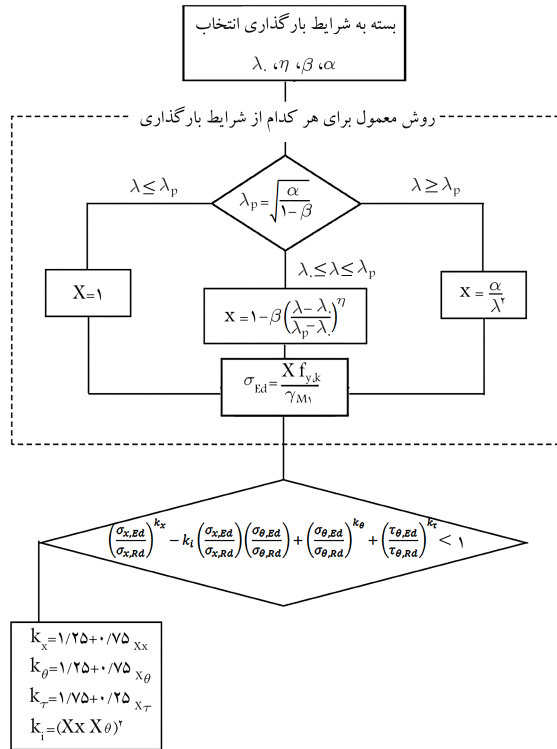 بسته به شرایط بارگذاری انتخاب
λ. ،η ،β ،α
روش معمول برای هر کدام از شرایط بارگذاری
λ ≤ λp
λp = √(α / (۱−β))
λ ≥ λp
X=۱
λ. ≤ λ ≤ λp
x = ۱−β((λ−λ.) / (λp−λ.))^η
x = α / λ^۲
σEd = X fy,k / γM۱
(σx,Ed / σx,Rd)^kx − ki (σx,Ed / σx,Rd)(σθ,Ed / σθ,Rd) + (σθ,Ed / σθ,Rd)^kθ + (τθ,Ed / τθ,Rd)^kτ < ۱
kx=۱/۲۵+۰/۷۵ Xx
kθ=۱/۲۵+۰/۷۵ Xθ
kτ=۱/۷۵+۰/۲۵ Xτ
ki=(Xx Xθ)^۲